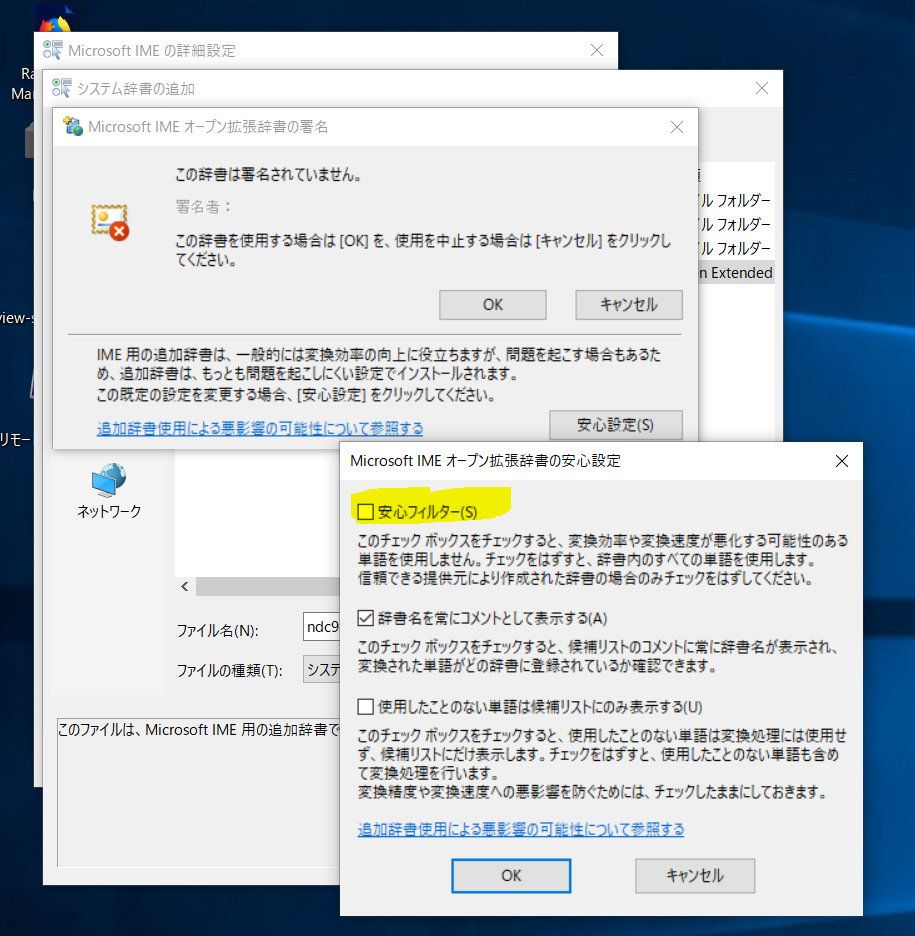 Microsoft IME の詳細設定
システム辞書の追加
Microsoft IME オープン拡張辞書の署名
この辞書は署名されていません。
署名者：
この辞書を使用する場合は [OK] を、使用を中止する場合は [キャンセル] をクリックし
てください。
OK
キャンセル
IME 用の追加辞書は、一般的には変換効率の向上に役立ちますが、問題を起こす場合もあるた
め、追加辞書は、もっとも問題を起こしにくい設定でインストールされます。
この既定の設定を変更する場合、[安心設定] をクリックしてください。
追加辞書使用による悪影響の可能性について参照する
安心設定(S)
ル フォルダー
ル フォルダー
ル フォルダー
n Extended
Ra
Mar
view-s
リモー
ネットワーク
ファイル名(N):
ndc9
ファイルの種類(T):
システ
このファイルは、Microsoft IME 用の追加辞書で
Microsoft IME オープン拡張辞書の安心設定
安心フィルター(S)
このチェック ボックスをチェックすると、変換効率や変換速度が悪化する可能性のある
単語を使用しません。チェックをはずすと、辞書内のすべての単語を使用します。
信頼できる提供元により作成された辞書の場合のみチェックをはずしてください。
辞書名を常にコメントとして表示する(A)
このチェック ボックスをチェックすると、候補リストのコメントに常に辞書名が表示され、
変換された単語がどの辞書に登録されているか確認できます。
使用したことのない単語は候補リストにのみ表示する(U)
このチェック ボックスをチェックすると、使用したことのない単語は変換処理には使用せ
ず、候補リストにだけ表示します。チェックをはずすと、使用したことのない単語も含め
て変換処理を行います。
変換精度や変換速度への悪影響を防ぐためには、チェックしたままにしておきます。
追加辞書使用による悪影響の可能性について参照する
OK
キャンセル